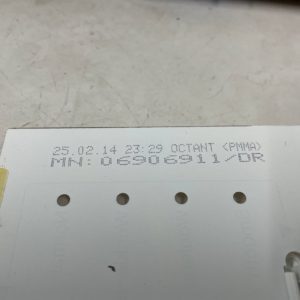 25.02.14 23:29 OCTANT (PMMA)
MN: 06906911/DR